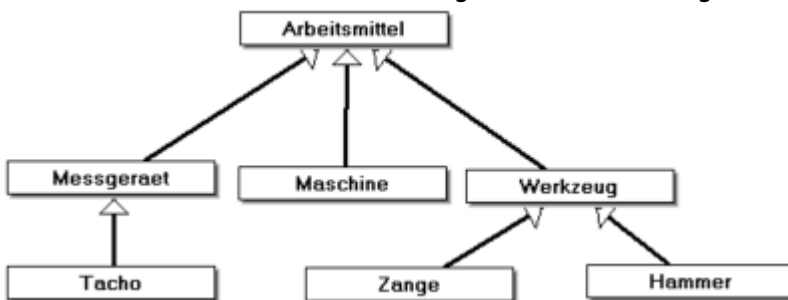 Arbeitsmittel
Messgeraet
Maschine
Werkzeug
Tacho
Zange
Hammer